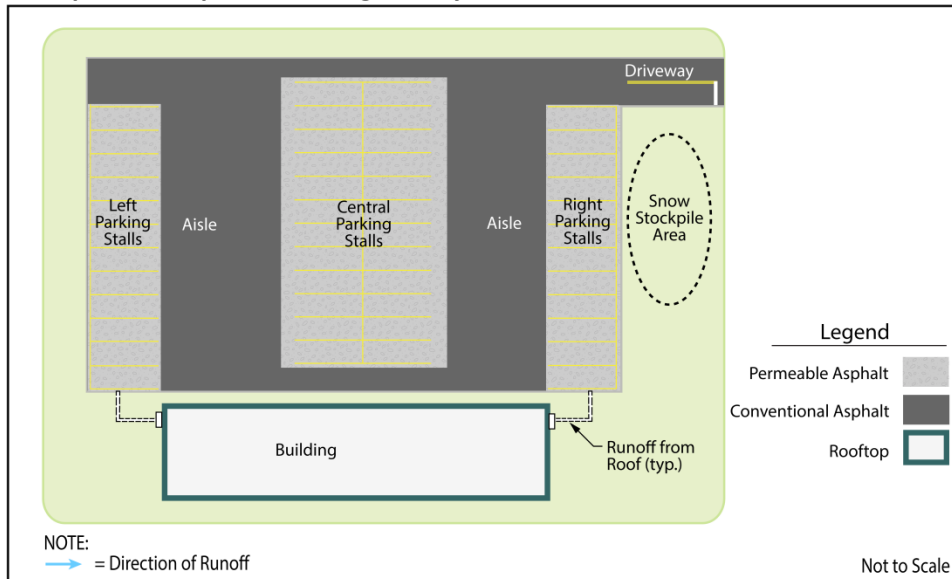 Driveway
Left
Parking
Stalls
Aisle
Central
Parking
Stalls
Aisle
Right
Parking
Stalls
Snow
Stockpile
Area
Legend
Permeable Asphalt
Conventional Asphalt
Rooftop
Building
Runoff from
Roof (typ.)
NOTE:
= Direction of Runoff
Not to Scale